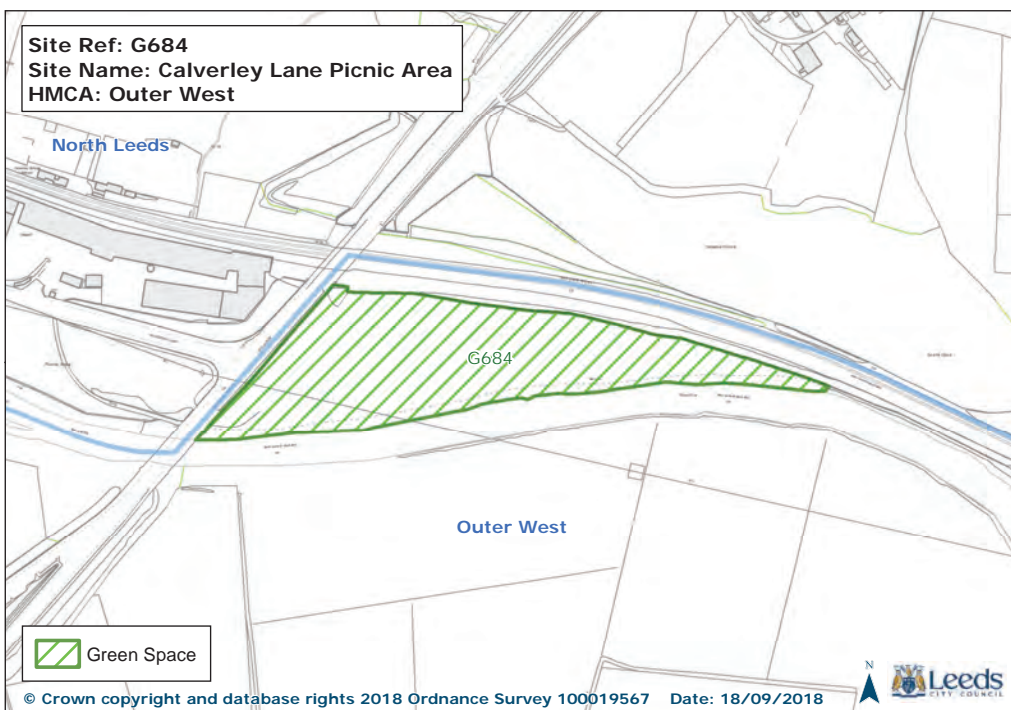 Site Ref: G684
Site Name: Calverley Lane Picnic Area
HMCA: Outer West
North Leeds
G684
Outer West
Green Space
N
Leeds
CITY COUNCIL
© Crown copyright and database rights 2018 Ordnance Survey 100019567 Date: 18/09/2018